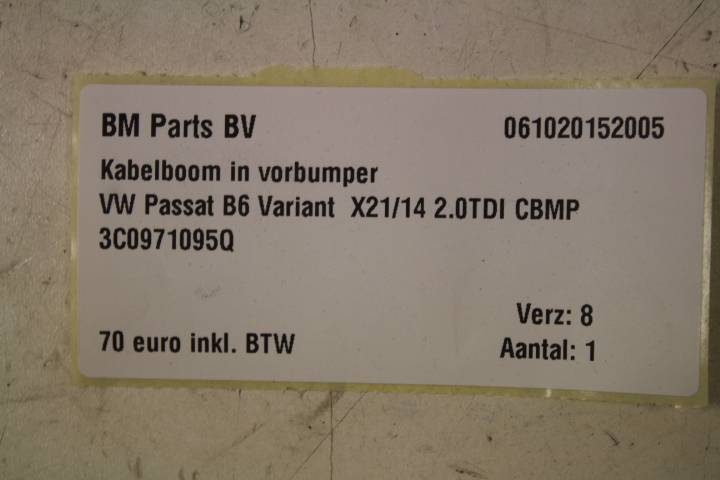 BM Parts BV 061020152005
Kabelboom in vorbumper
VW Passat B6 Variant X21/14 2.0TDI CBMP
3C0971095Q
Verz: 8
70 euro inkl. BTW Aantal: 1